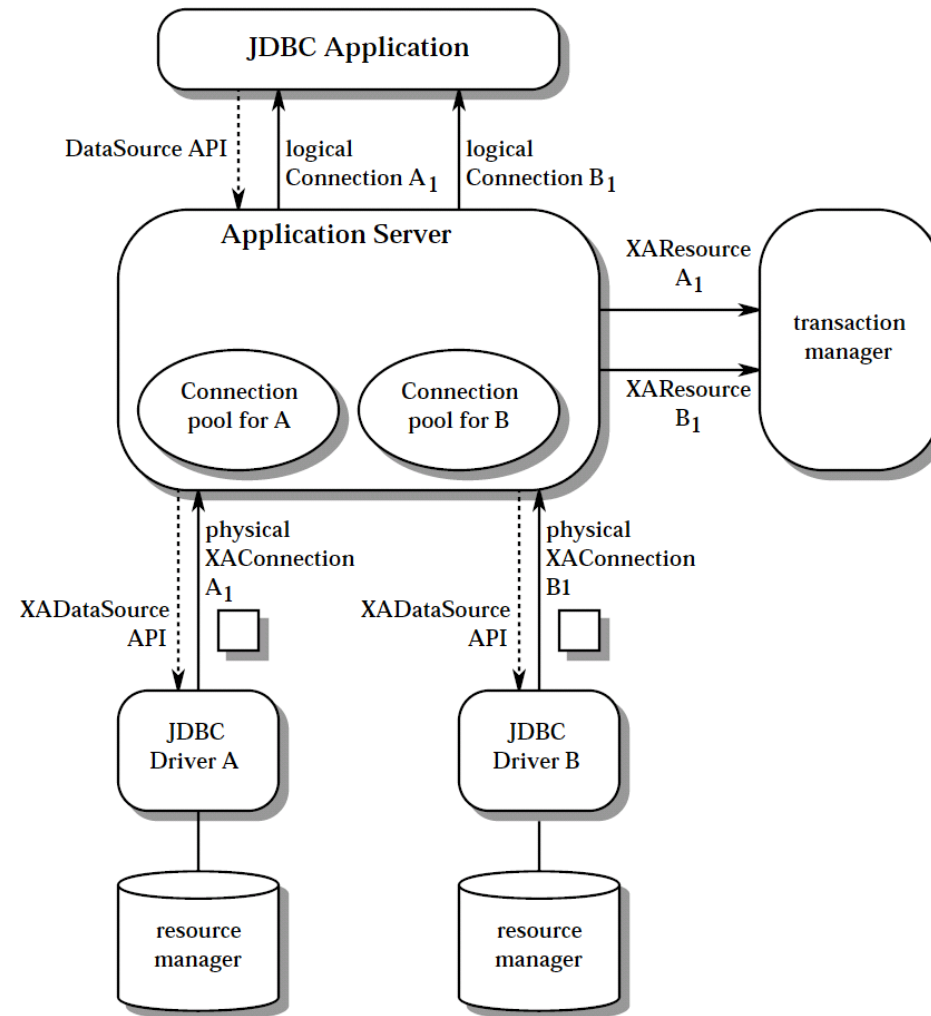 JDBC Application
DataSource API
logical
Connection A1
logical
Connection B1
Application Server
XAResource
A1
transaction
manager
XAResource
B1
Connection
pool for A
Connection
pool for B
physical
XAConnection
A1
XADataSource
API
physical
XAConnection
B1
XADataSource
API
JDBC
Driver A
JDBC
Driver B
resource
manager
resource
manager